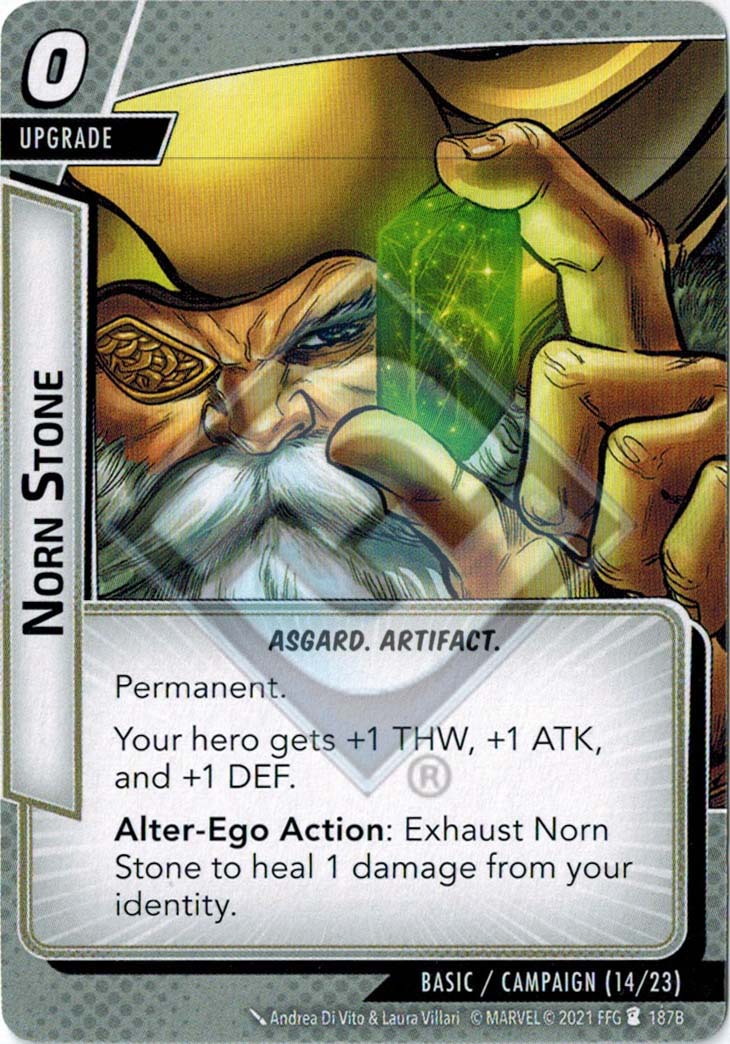 0
UPGRADE
NORN STONE
ASGARD. ARTIFACT.
Permanent.
Your hero gets +1 THW, +1 ATK,
and +1 DEF.
®
Alter-Ego Action: Exhaust Norn
Stone to heal 1 damage from your
identity.
BASIC / CAMPAIGN (14/23)
Andrea Di Vito & Laura Villari © MARVEL © 2021 FFG 187B